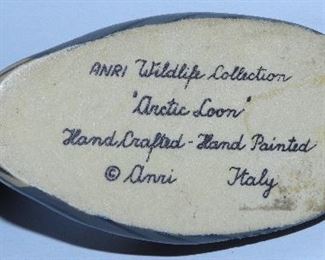 ANRI Wildlife Collection
"Arctic Loon"
Hand Crafted - Hand Painted
© Anri Italy